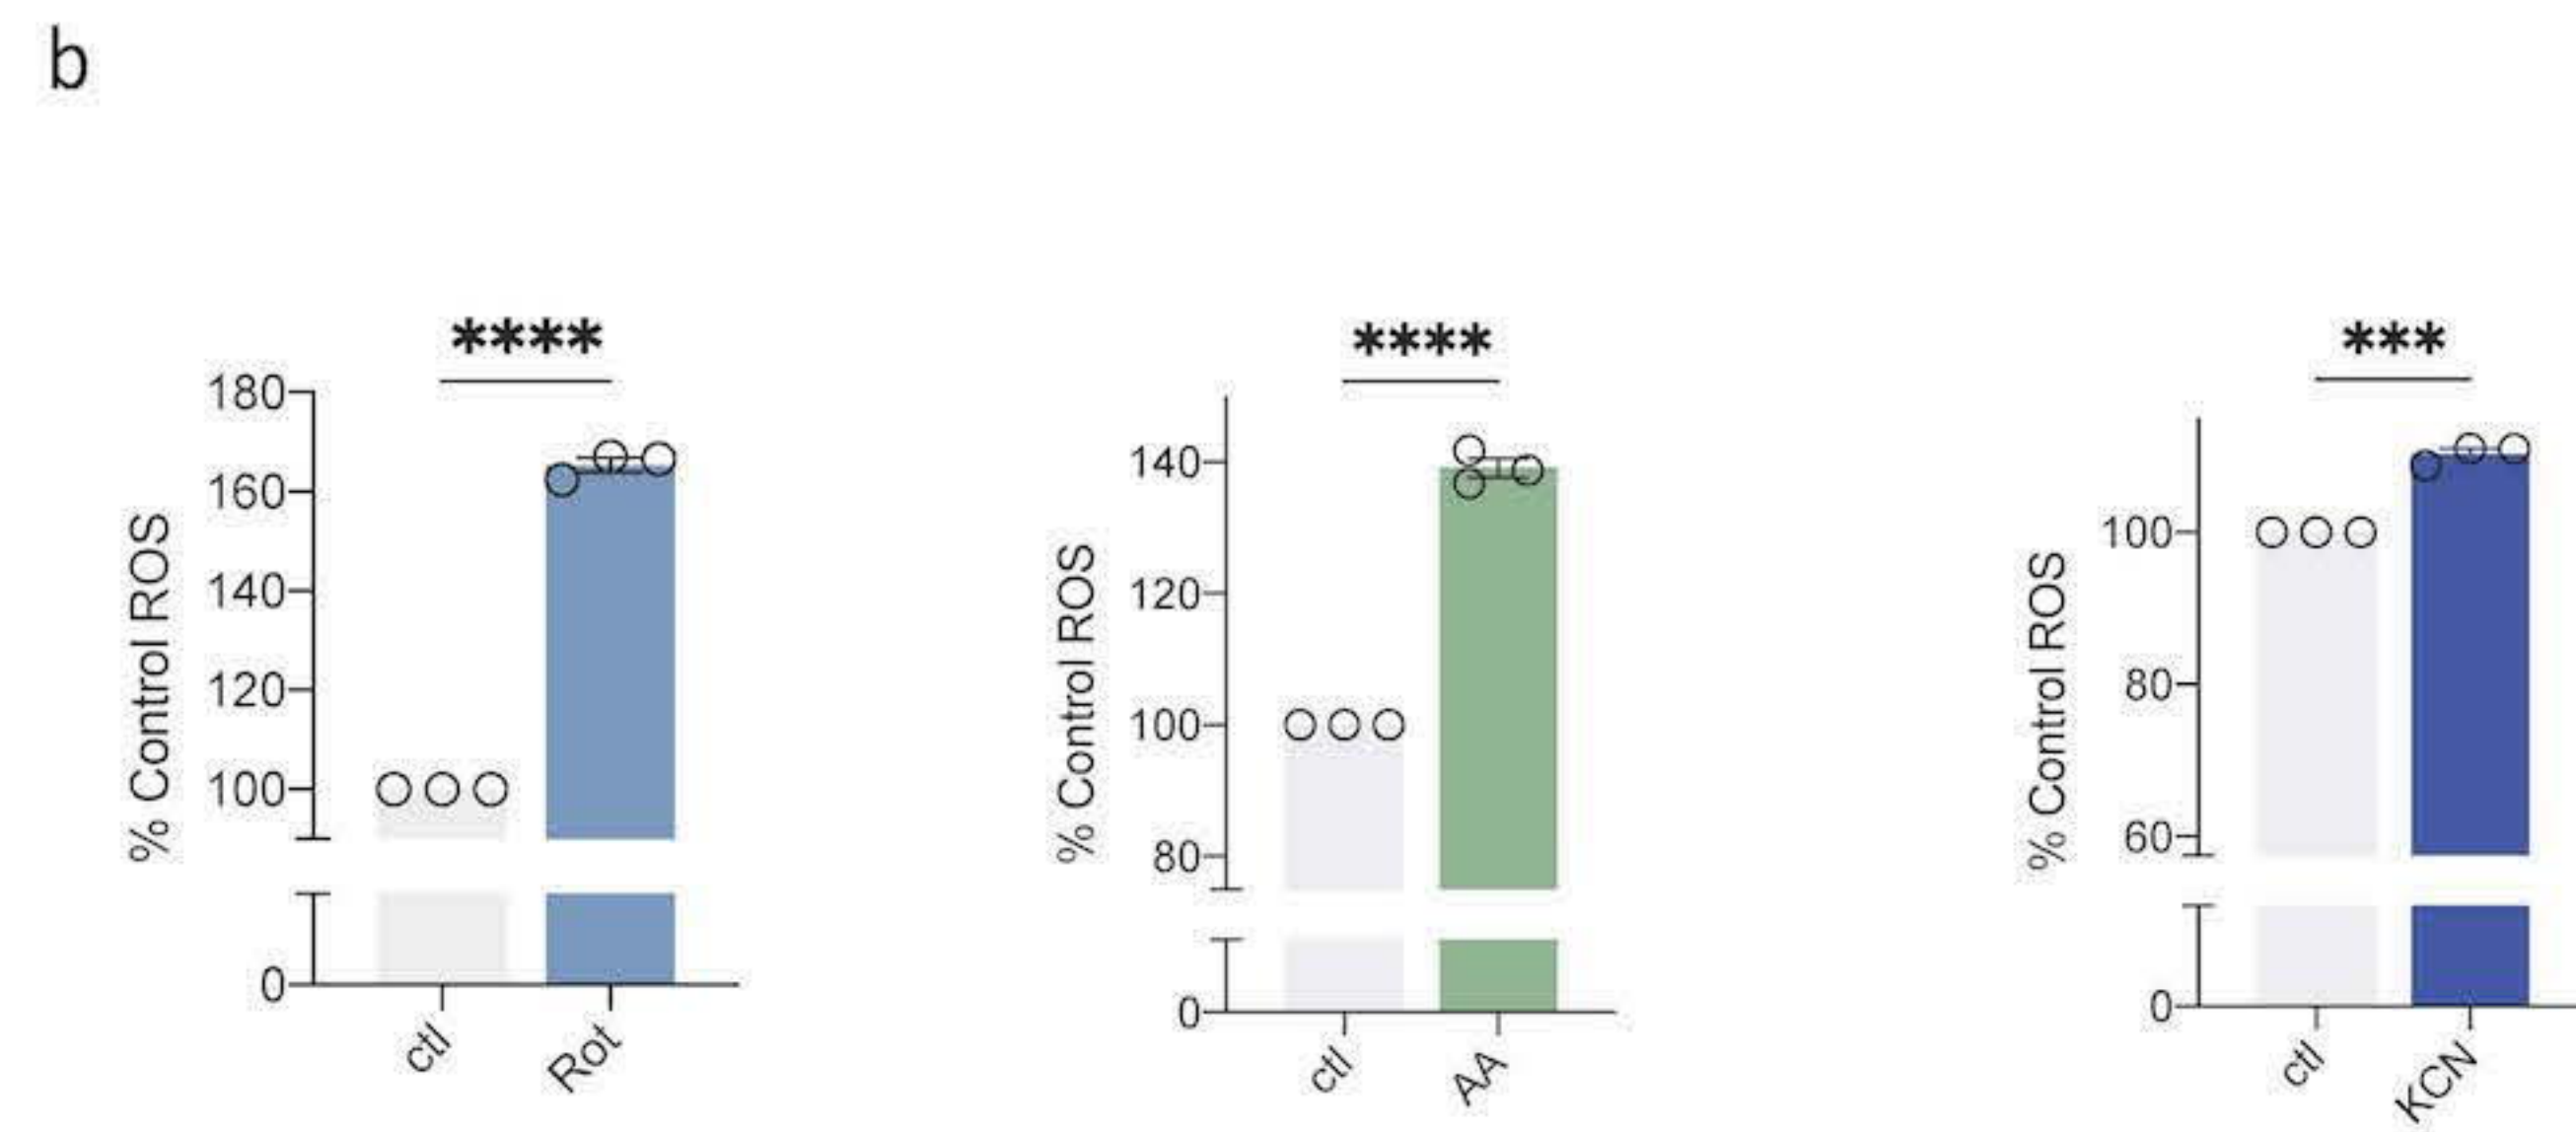 b
****
180
160
140
120
100
0
% Control ROS
ctl
Rot
****
140
120
100
80
0
% Control ROS
ctl
AA
***
100
80
60
0
% Control ROS
ctl
KCN